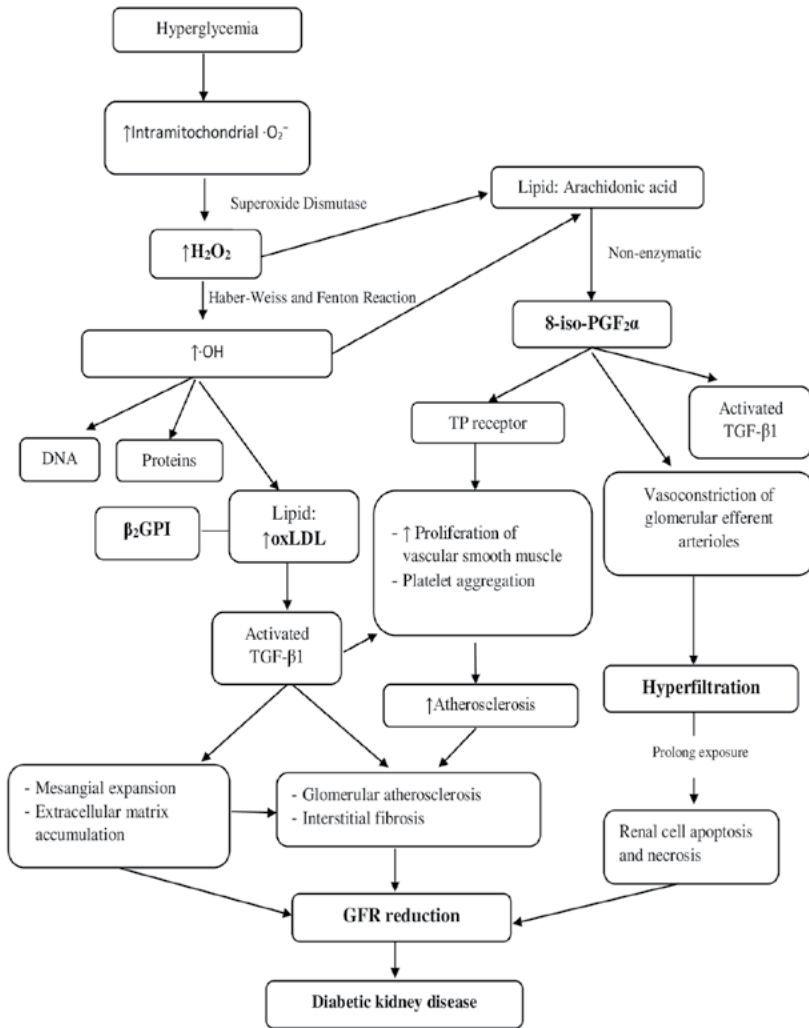 Hyperglycemia
↑Intramitochondrial ·O₂⁻
Superoxide Dismutase
Lipid: Arachidonic acid
↑H₂O₂
Non-enzymatic
Haber-Weiss and Fenton Reaction
8-iso-PGF₂α
↑·OH
TP receptor
Activated
TGF-β1
DNA
Proteins
Vasoconstriction of
glomerular efferent
arterioles
β₂GPI
Lipid:
↑oxLDL
- ↑ Proliferation of
vascular smooth muscle
- Platelet aggregation
Activated
TGF-β1
Hyperfiltration
↑Atherosclerosis
Prolong exposure
- Mesangial expansion
- Extracellular matrix
accumulation
- Glomerular atherosclerosis
- Interstitial fibrosis
Renal cell apoptosis
and necrosis
GFR reduction
Diabetic kidney disease